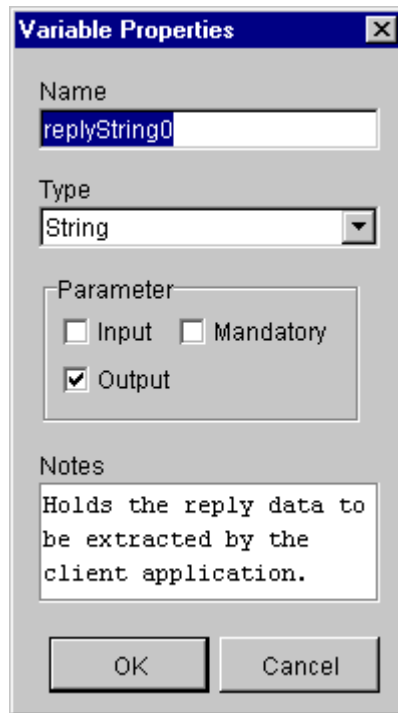 Variable Properties
Name
replyString0
Type
String
Parameter
Input Mandatory
Output
Notes
Holds the reply data to
be extracted by the
client application.
OK Cancel